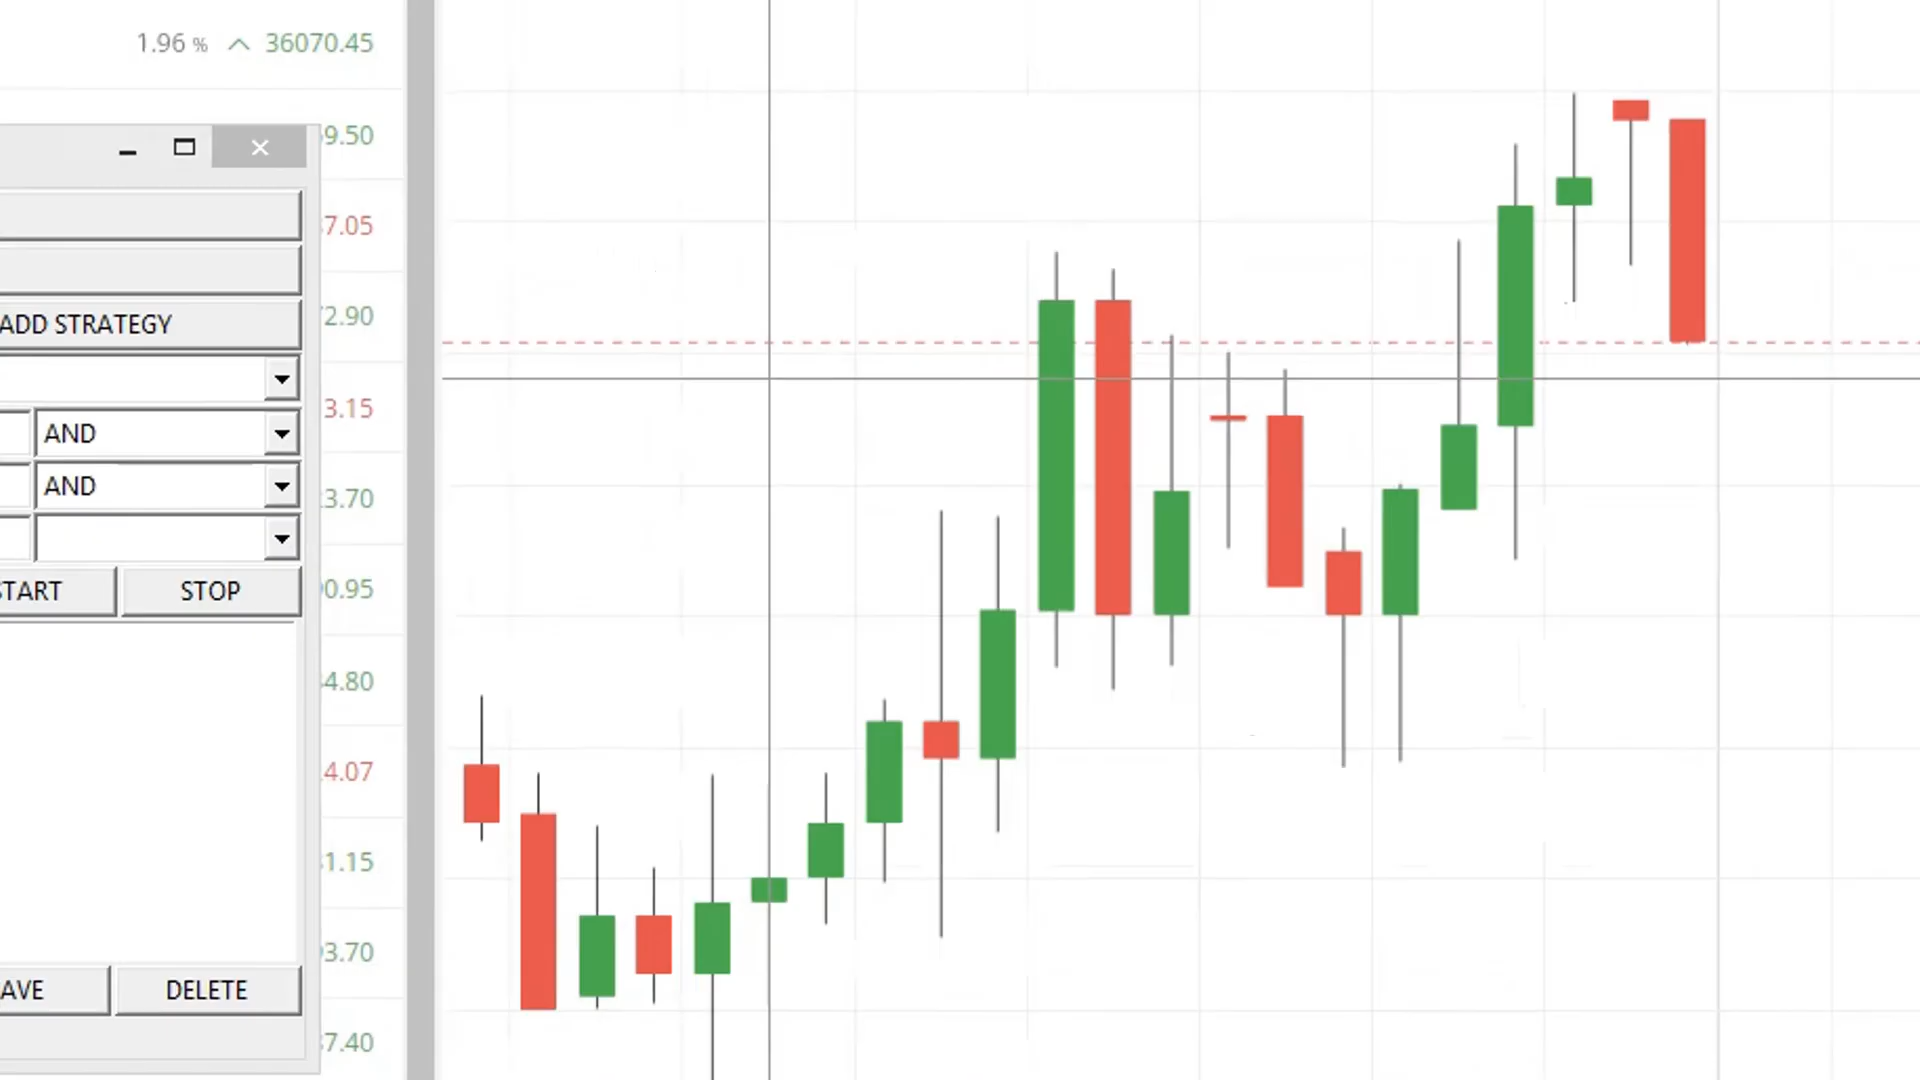 1.96 % 36070.45
9.50
7.05
ADD STRATEGY 2.90
3.15
AND
AND 3.70
START STOP 0.95
4.80
4.07
1.15
3.70
AVE DELETE
7.40